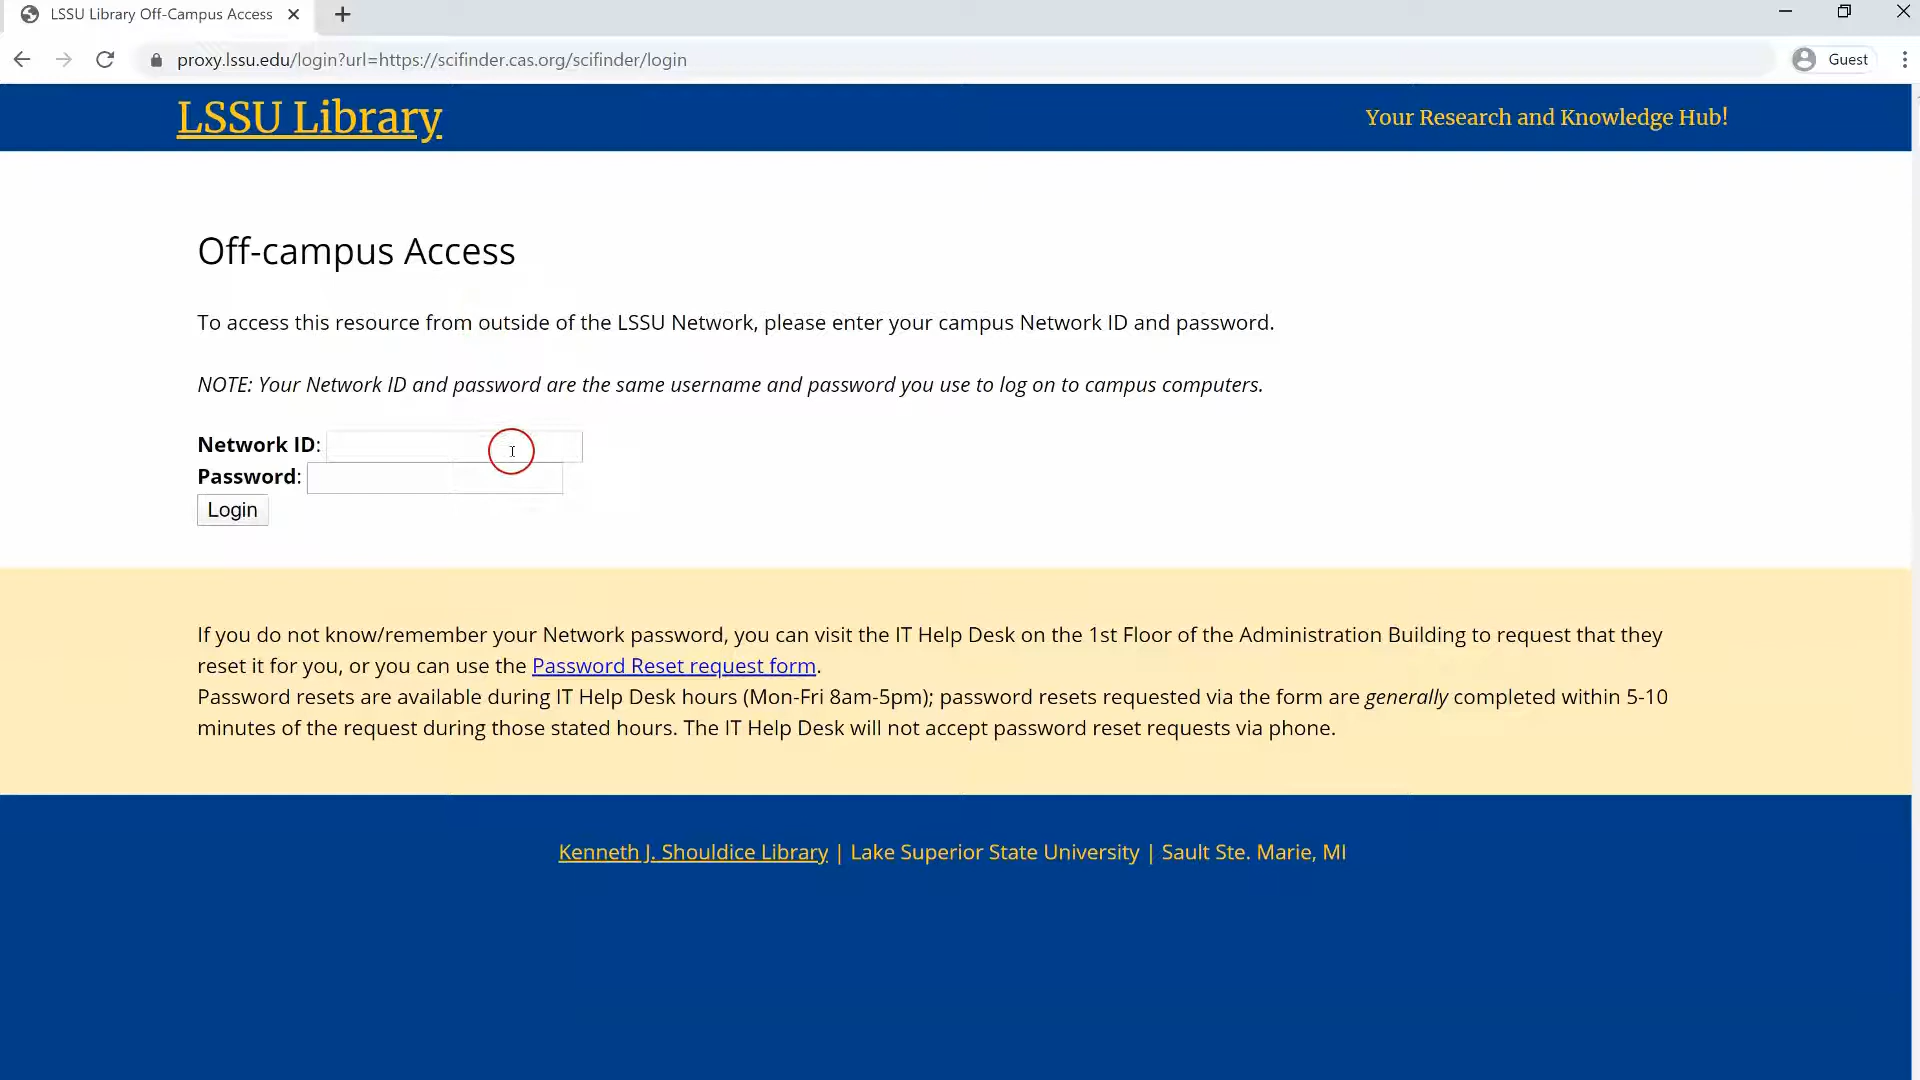 LSSU Library Off-Campus Access
proxy.lssu.edu/login?url=https://scifinder.cas.org/scifinder/login
Guest
LSSU Library
Your Research and Knowledge Hub!
Off-campus Access
To access this resource from outside of the LSSU Network, please enter your campus Network ID and password.
NOTE: Your Network ID and password are the same username and password you use to log on to campus computers.
Network ID:
Password:
Login
If you do not know/remember your Network password, you can visit the IT Help Desk on the 1st Floor of the Administration Building to request that they
reset it for you, or you can use the Password Reset request form.
Password resets are available during IT Help Desk hours (Mon-Fri 8am-5pm); password resets requested via the form are generally completed within 5-10
minutes of the request during those stated hours. The IT Help Desk will not accept password reset requests via phone.
Kenneth J. Shouldice Library | Lake Superior State University | Sault Ste. Marie, MI